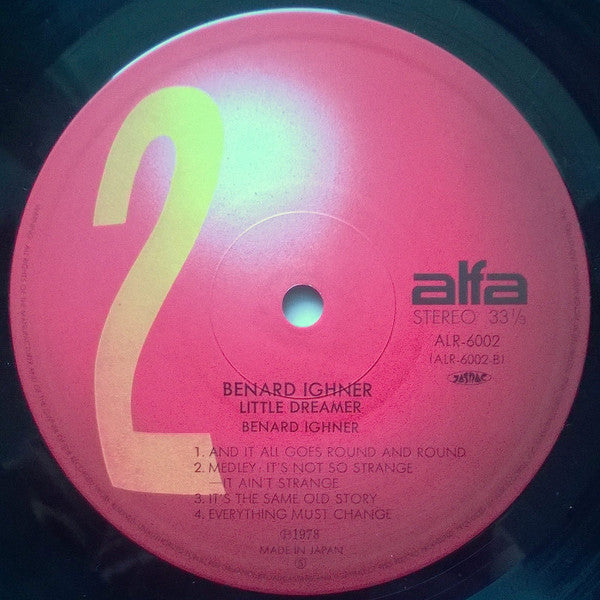 2
alfa
STEREO 33⅓
ALR-6002
(ALR-6002-B)
JASRAC
BENARD IGHNER
LITTLE DREAMER
BENARD IGHNER
1. AND IT ALL GOES ROUND AND ROUND
2. MEDLEY: IT'S NOT SO STRANGE
—IT AIN'T STRANGE
3. IT'S THE SAME OLD STORY
4. EVERYTHING MUST CHANGE
Ⓟ1978
MADE IN JAPAN
Ⓢ